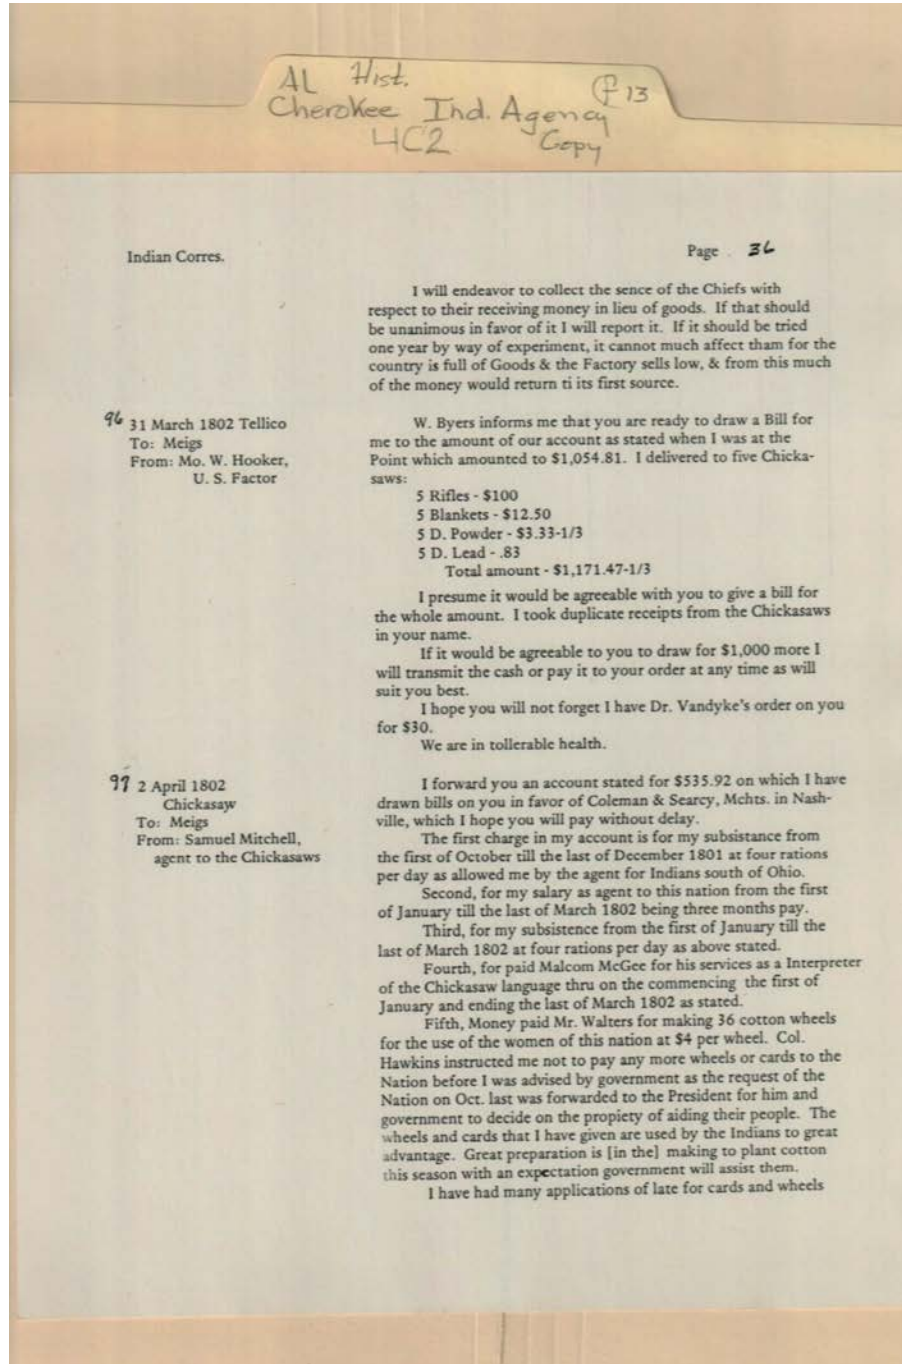 AL Hist. f 13
Cherokee Ind. Agency
4C2 Copy
Indian Corres.
Page 36
I will endeavor to collect the sence of the Chiefs with
respect to their receiving money in lieu of goods. If that should
be unanimous in favor of it I will report it. If it should be tried
one year by way of experiment, it cannot much affect tham for the
country is full of Goods & the Factory sells low, & from this much
of the money would return ti its first source.
96 31 March 1802 Tellico
To: Meigs
From: Mo. W. Hooker,
U. S. Factor
W. Byers informs me that you are ready to draw a Bill for
me to the amount of our account as stated when I was at the
Point which amounted to $1,054.81. I delivered to five Chicka-
saws:
5 Rifles - $100
5 Blankets - $12.50
5 D. Powder - $3.33-1/3
5 D. Lead - .83
Total amount - $1,171.47-1/3
I presume it would be agreeable with you to give a bill for
the whole amount. I took duplicate receipts from the Chickasaws
in your name.
If it would be agreeable to you to draw for $1,000 more I
will transmit the cash or pay it to your order at any time as will
suit you best.
I hope you will not forget I have Dr. Vandyke's order on you
for $30.
We are in tollerable health.
97 2 April 1802
Chickasaw
To: Meigs
From: Samuel Mitchell,
agent to the Chickasaws
I forward you an account stated for $535.92 on which I have
drawn bills on you in favor of Coleman & Searcy, Mchts. in Nash-
ville, which I hope you will pay without delay.
The first charge in my account is for my subsistance from
the first of October till the last of December 1801 at four rations
per day as allowed me by the agent for Indians south of Ohio.
Second, for my salary as agent to this nation from the first
of January till the last of March 1802 being three months pay.
Third, for my subsistence from the first of January till the
last of March 1802 at four rations per day as above stated.
Fourth, for paid Malcom McGee for his services as a Interpreter
of the Chickasaw language thru on the commencing the first of
January and ending the last of March 1802 as stated.
Fifth, Money paid Mr. Walters for making 36 cotton wheels
for the use of the women of this nation at $4 per wheel. Col.
Hawkins instructed me not to pay any more wheels or cards to the
Nation before I was advised by government as the request of the
Nation on Oct. last was forwarded to the President for him and
government to decide on the propiety of aiding their people. The
wheels and cards that I have given are used by the Indians to great
advantage. Great preparation is [in the] making to plant cotton
this season with an expectation government will assist them.
I have had many applications of late for cards and wheels